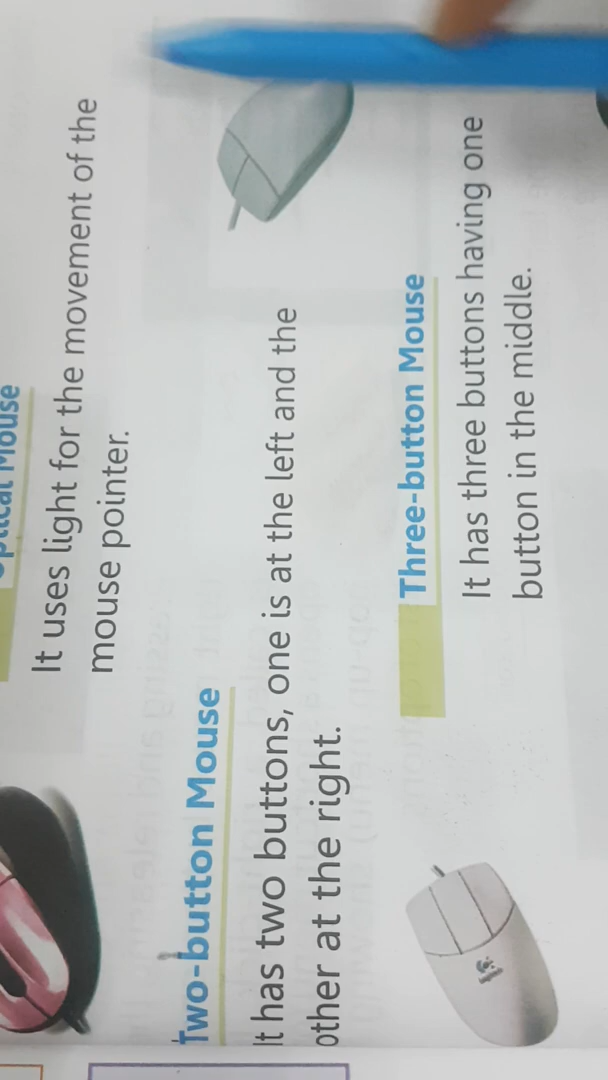 Optical Mouse
It uses light for the movement of the
mouse pointer.
Two-button Mouse
It has two buttons, one is at the left and the
other at the right.
Three-button Mouse
It has three buttons having one
button in the middle.